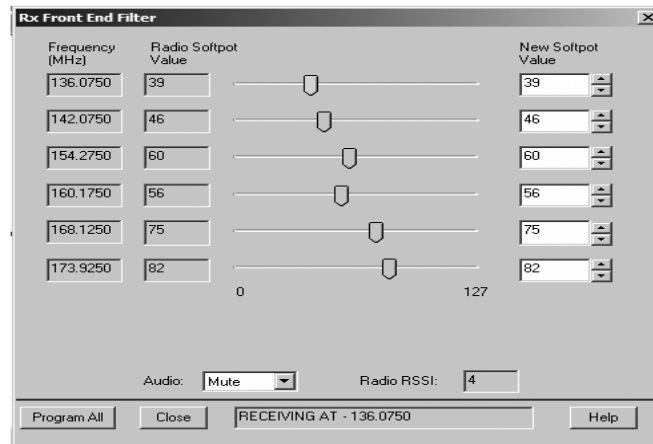 Rx Front End Filter
Frequency (MHz) Radio Softpot Value New Softpot Value
136.0750 39 39
142.0750 46 46
154.2750 60 60
160.1750 56 56
168.1250 75 75
173.9250 82 82
0 127
Audio: Mute Radio RSSI: 4
Program All Close RECEIVING AT - 136.0750 Help